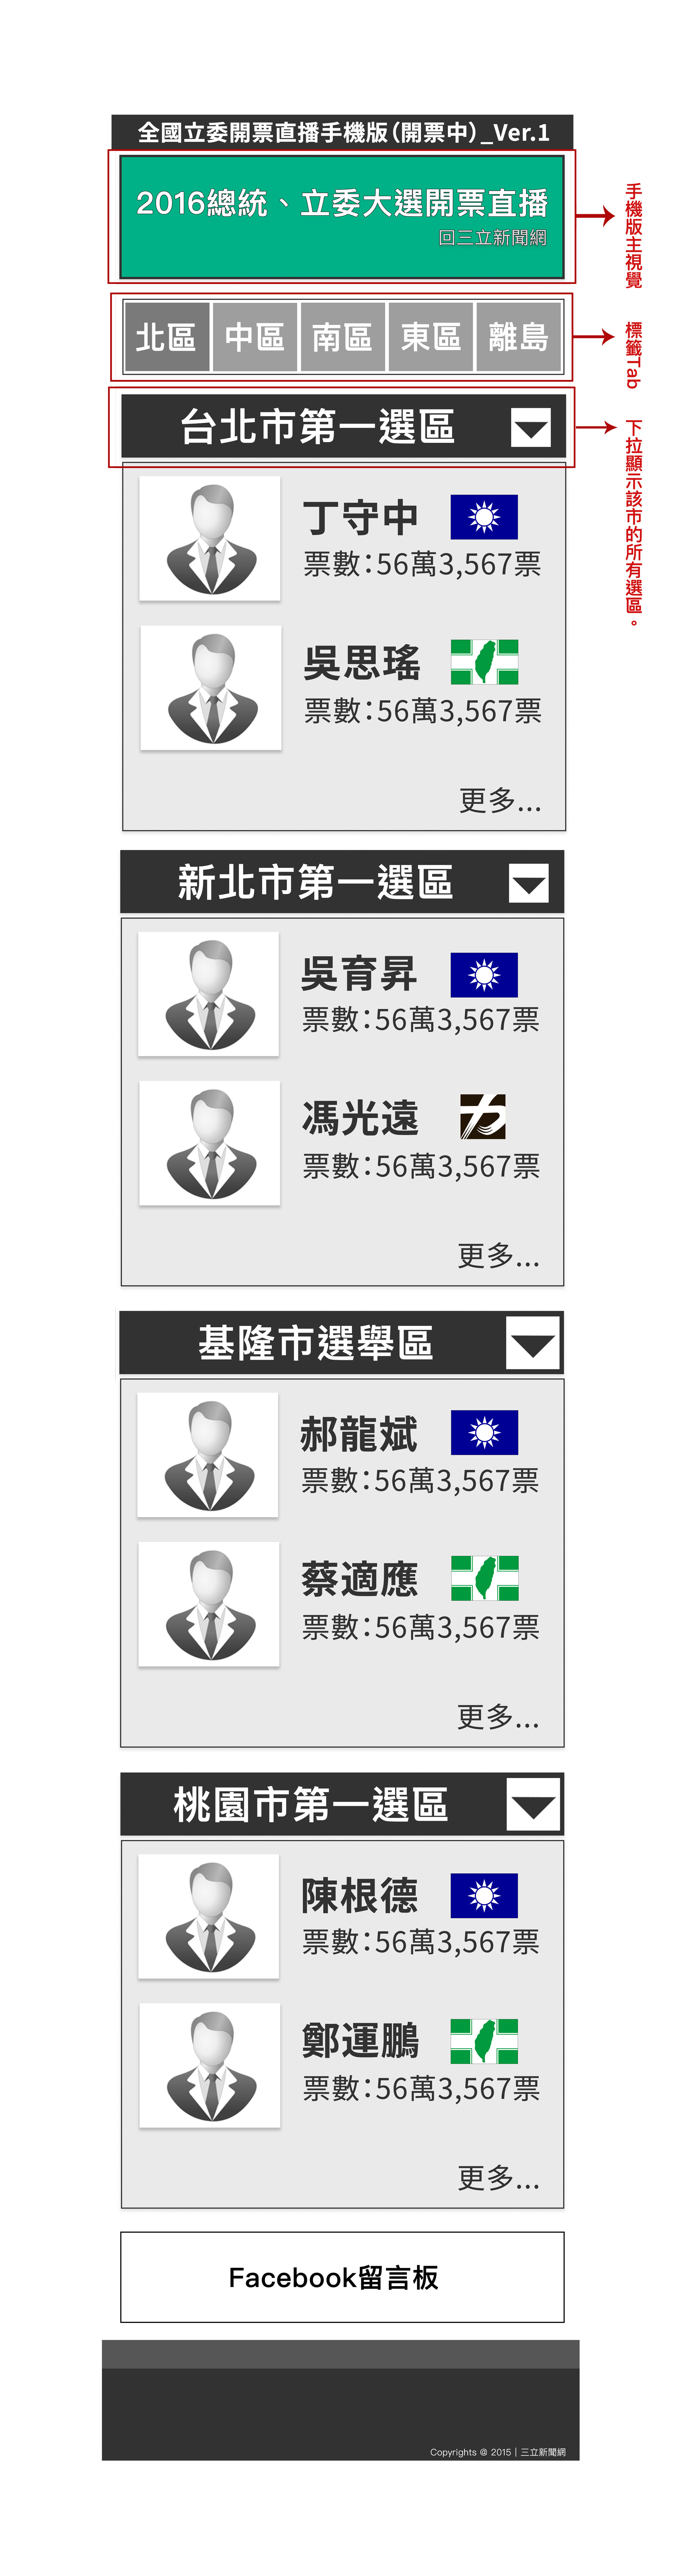 全國立委開票直播手機版(開票中)_Ver.1
2016總統、立委大選開票直播
回三立新聞網
手機版主視覺
北區
中區
南區
東區
離島
標籤Tab
台北市第一選區
下拉顯示該市的所有選區。
丁守中
票數:56萬3,567票
吳思瑤
票數:56萬3,567票
更多...
新北市第一選區
吳育昇
票數:56萬3,567票
馮光遠
票數:56萬3,567票
更多...
基隆市選舉區
郝龍斌
票數:56萬3,567票
蔡適應
票數:56萬3,567票
更多...
桃園市第一選區
陳根德
票數:56萬3,567票
鄭運鵬
票數:56萬3,567票
更多...
Facebook留言板
Copyrights @ 2015 | 三立新聞網